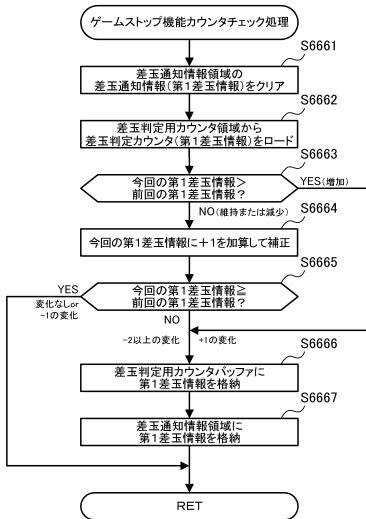 ゲームストップ機能カウンタチェック処理
S6661
差玉通知情報領域の
差玉通知情報(第1差玉情報)をクリア
S6662
差玉判定用カウンタ領域から
差玉判定カウンタ(第1差玉情報)をロード
S6663
今回の第1差玉情報>
前回の第1差玉情報?
YES(増加)
NO(維持または減少)
S6664
今回の第1差玉情報に+1を加算して補正
S6665
今回の第1差玉情報≧
前回の第1差玉情報?
YES
変化なしor
-1の変化
NO
-2以上の変化
+1の変化
S6666
差玉判定用カウンタバッファに
第1差玉情報を格納
S6667
差玉通知情報領域に
第1差玉情報を格納
RET